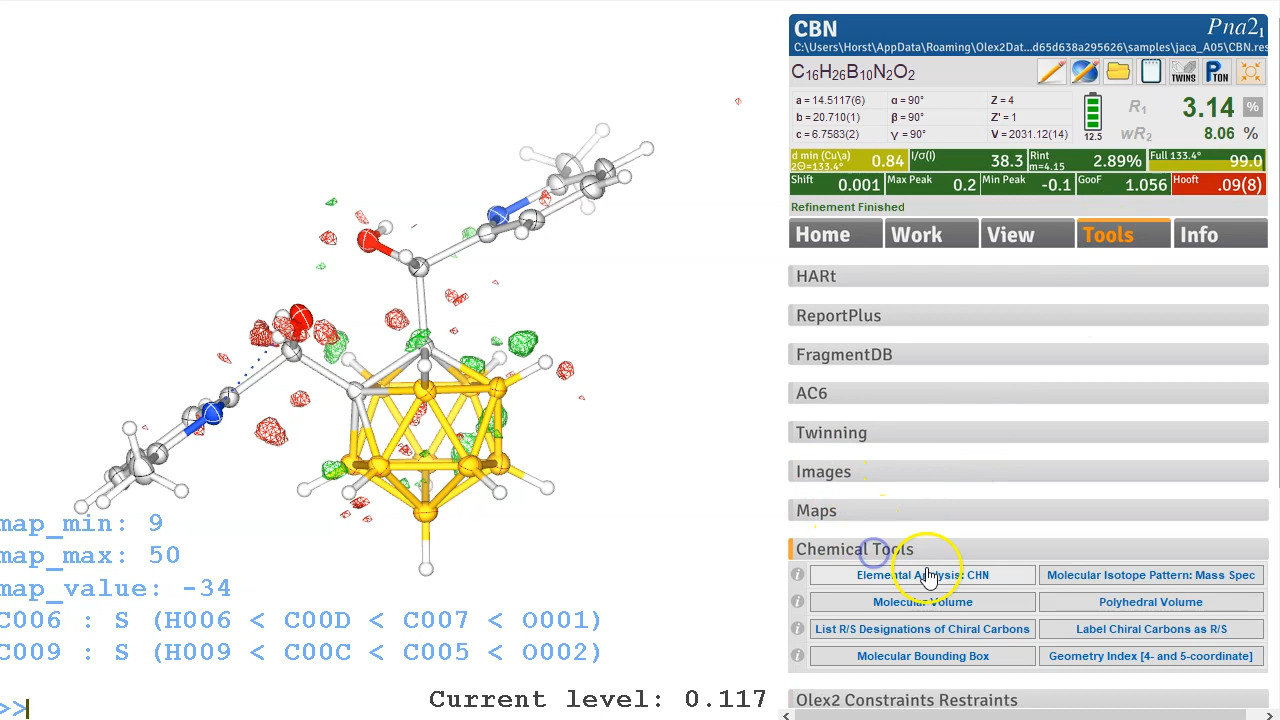 CBN
Pna2₁
C:\Users\Horst\AppData\Roaming\Olex2Dat...d65d638a295626\samples\jaca_A05\CBN.res
C₁₆H₂₆B₁₀N₂O₂
TWINS
PTON
a = 14.5117(6) α = 90° Z = 4
b = 20.710(1) β = 90° Z' = 1
c = 6.7583(2) γ = 90° V = 2031.12(14)
12.5
R₁ 3.14 %
wR₂ 8.06 %
d min (Cu\a)
2Θ=133.4° 0.84
I/σ(I) 38.3
Rint
m=4.15 2.89%
Full 133.4° 99.0
Shift 0.001
Max Peak 0.2
Min Peak -0.1
GooF 1.056
Hooft .09(8)
Refinement Finished
Home Work View Tools Info
HARt
ReportPlus
FragmentDB
AC6
Twinning
Images
Maps
Chemical Tools
Elemental Analysis: CHN Molecular Isotope Pattern: Mass Spec
Molecular Volume Polyhedral Volume
List R/S Designations of Chiral Carbons Label Chiral Carbons as R/S
Molecular Bounding Box Geometry Index [4- and 5-coordinate]
Olex2 Constraints Restraints
map_min: 9
map_max: 50
map_value: -34
C006 : S (H006 < C00D < C007 < O001)
C009 : S (H009 < C00C < C005 < O002)
Current level: 0.117
>>